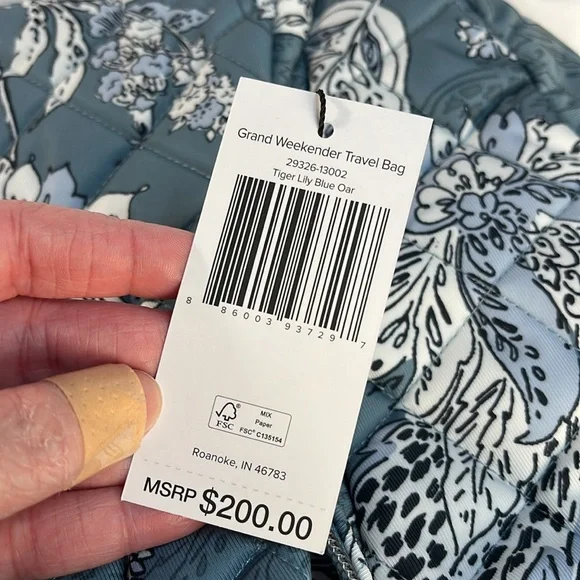 Grand Weekender Travel Bag
29326-13002
Tiger Lily Blue Oar
8 86003 93729 7
FSC
MIX
Paper
FSC® C135154
Roanoke, IN 46783
MSRP $200.00